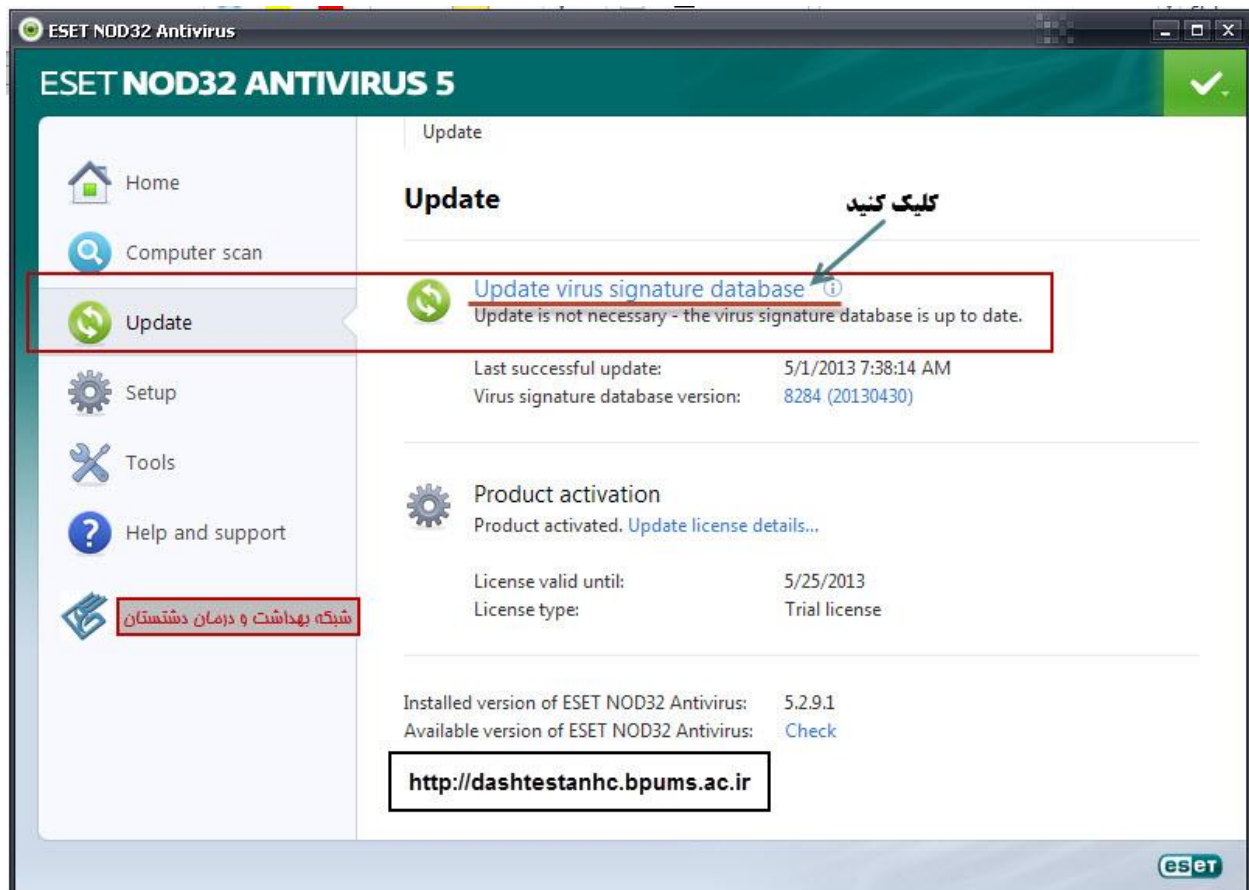 ESET NOD32 Antivirus
ESET NOD32 ANTIVIRUS 5
Home
Computer scan
Update
Setup
Tools
Help and support
شبکه بهداشت و درمان دشتستان
Update
Update
کلیک کنید
Update virus signature database
Update is not necessary - the virus signature database is up to date.
Last successful update: 5/1/2013 7:38:14 AM
Virus signature database version: 8284 (20130430)
Product activation
Product activated. Update license details...
License valid until: 5/25/2013
License type: Trial license
Installed version of ESET NOD32 Antivirus: 5.2.9.1
Available version of ESET NOD32 Antivirus: Check
http://dashtestanhc.bpums.ac.ir
eseT